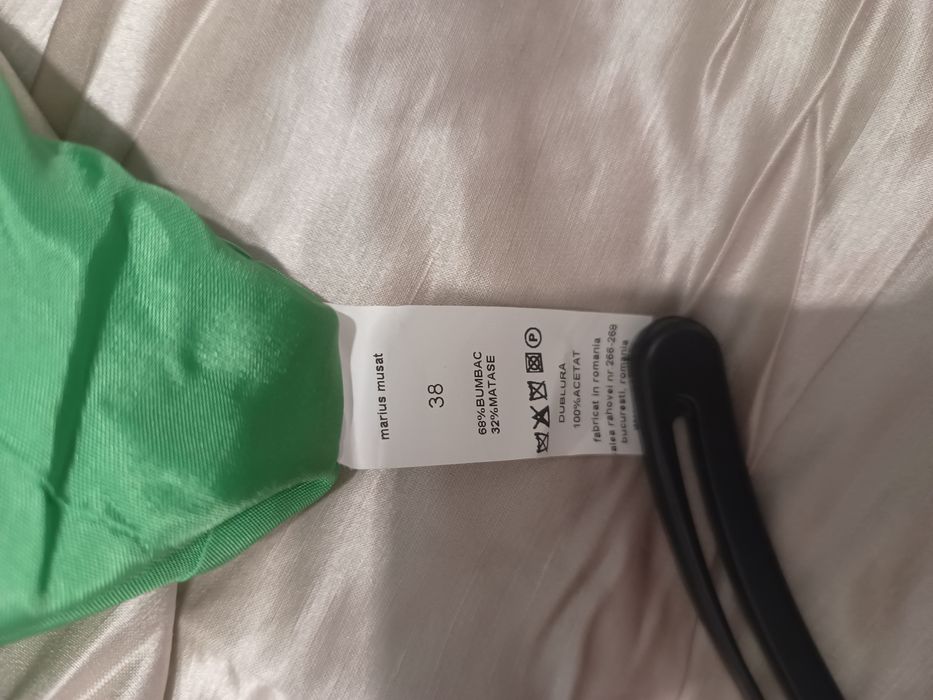 marius musat
38
68%BUMBAC
32%MATASE
P
DUBLURA
100%ACETAT
fabricat in romania
alea rahovei nr 266-268
bucuresti, romania